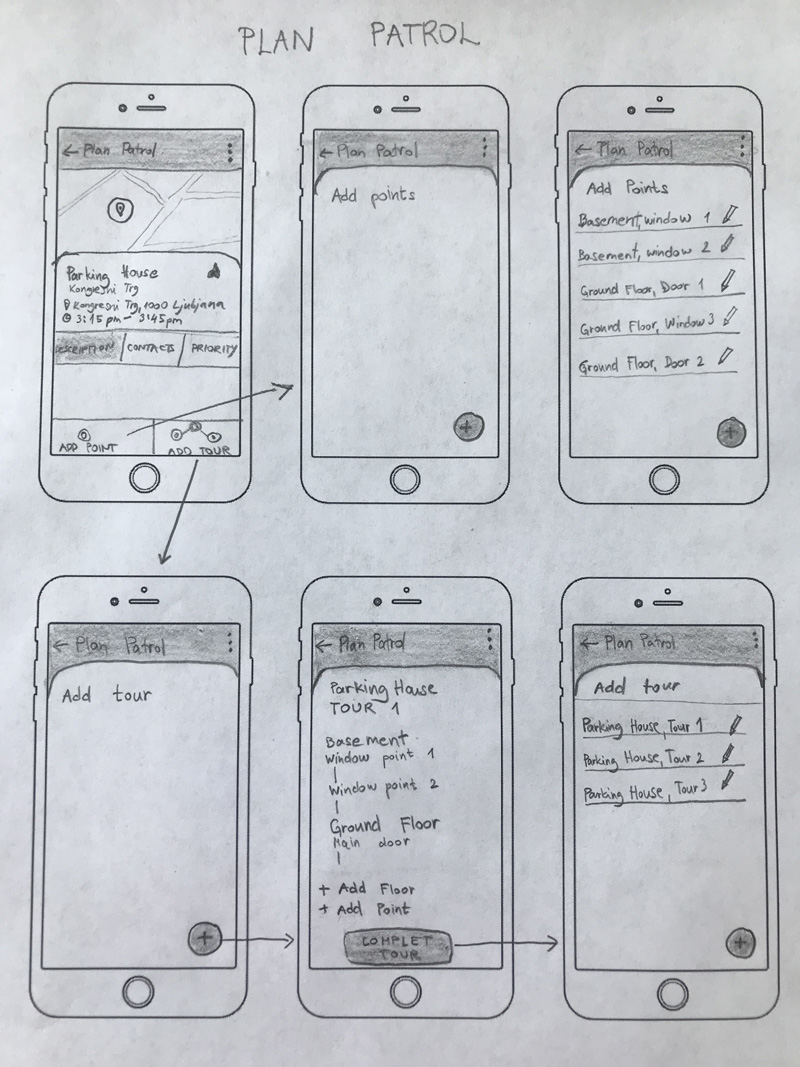 PLAN PATROL
← Plan Patrol
Parking House
Kongresni Trg
Kongresni Trg, 1000 Ljubjana
3:15 pm - 3:45 pm
DESCRIPTION
CONTACTS
PRIORITY
ADD POINT
ADD TOUR
← Plan Patrol
Add points
+
← Plan Patrol
Add Points
Basement, window 1
Basement, window 2
Ground Floor, Door 1
Ground Floor, Window 3
Ground Floor, Door 2
+
← Plan Patrol
Add tour
+
← Plan Patrol
Parking House
TOUR 1
Basement
Window point 1
Window point 2
Ground Floor
Main door
+ Add Floor
+ Add Point
COMPLET
TOUR
← Plan Patrol
Add tour
Parking House, Tour 1
Parking House, Tour 2
Parking House, Tour 3
+